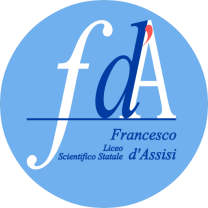 fdA
Francesco
Liceo
Scientifico Statale d'Assisi